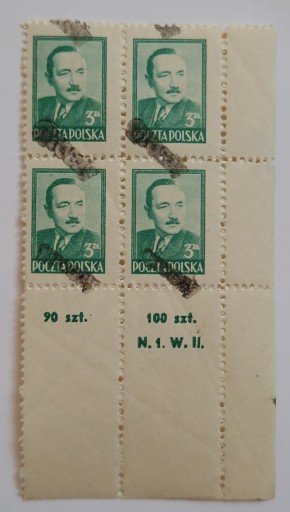 3 ZŁ 3 ZŁ
POCZTA POLSKA POCZTA POLSKA
3 ZŁ 3 ZŁ
POCZTA POLSKA POCZTA POLSKA
90 szt. 100 szt.
N. 1. W. II.